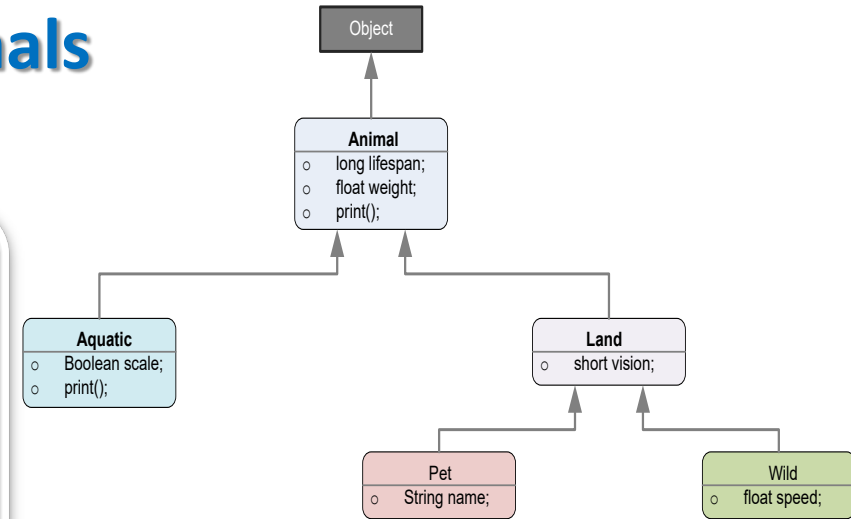 Object
Animal
○ long lifespan;
○ float weight;
○ print();
Aquatic
○ Boolean scale;
○ print();
Land
○ short vision;
Pet
○ String name;
Wild
○ float speed;